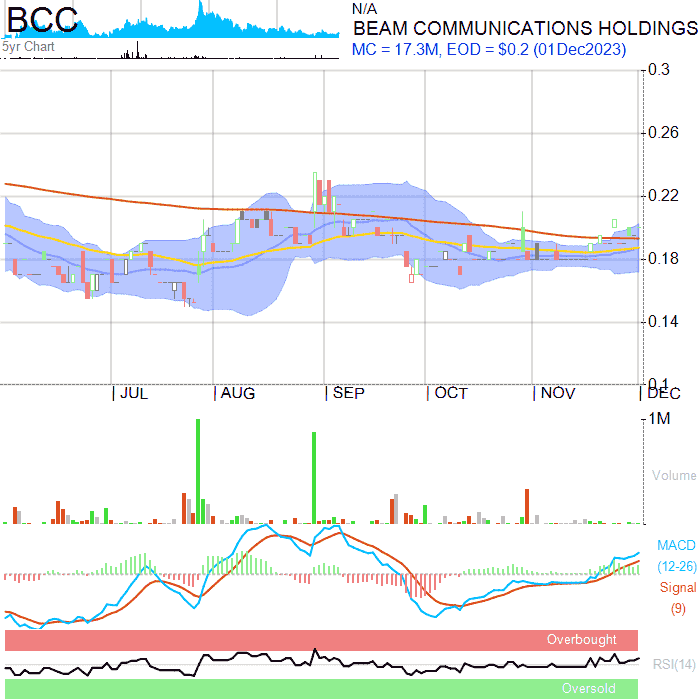 BCC
5yr Chart
N/A
BEAM COMMUNICATIONS HOLDINGS
MC = 17.3M, EOD = $0.2 (01Dec2023)
0.3
0.26
0.22
0.18
0.14
0.1
JUL AUG SEP OCT NOV DEC
1M
Volume
MACD
(12-26)
Signal
(9)
Overbought
RSI(14)
Oversold